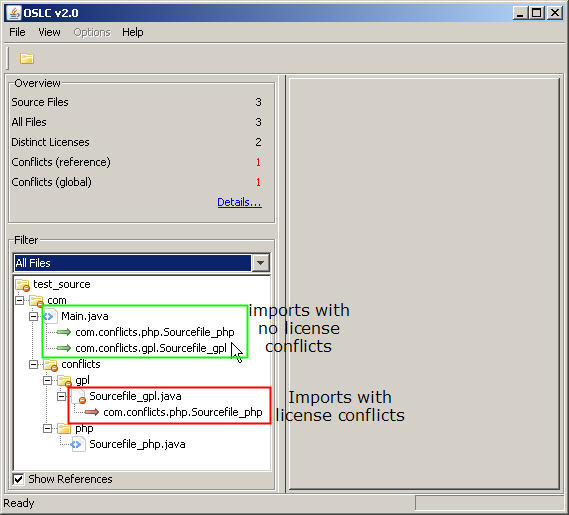 OSLC v2.0
File View Options Help
Overview
Source Files 3
All Files 3
Distinct Licenses 2
Conflicts (reference) 1
Conflicts (global) 1
Details...
Filter
All Files
test_source
com
Main.java
com.conflicts.php.Sourcefile_php
com.conflicts.gpl.Sourcefile_gpl
imports with
no license
conflicts
conflicts
gpl
Sourcefile_gpl.java
com.conflicts.php.Sourcefile_php
Imports with
license conflicts
php
Sourcefile_php.java
Show References
Ready